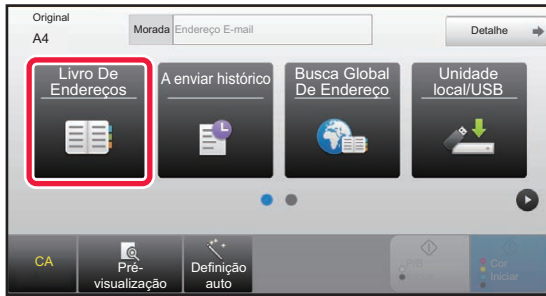 Original
A4
Morada
Endereço E-mail
Detalhe
Livro De
Endereços
A enviar histórico
Busca Global
De Endereço
Unidade
local/USB
CA
Pré-
visualização
Definição
auto
Cor
Iniciar